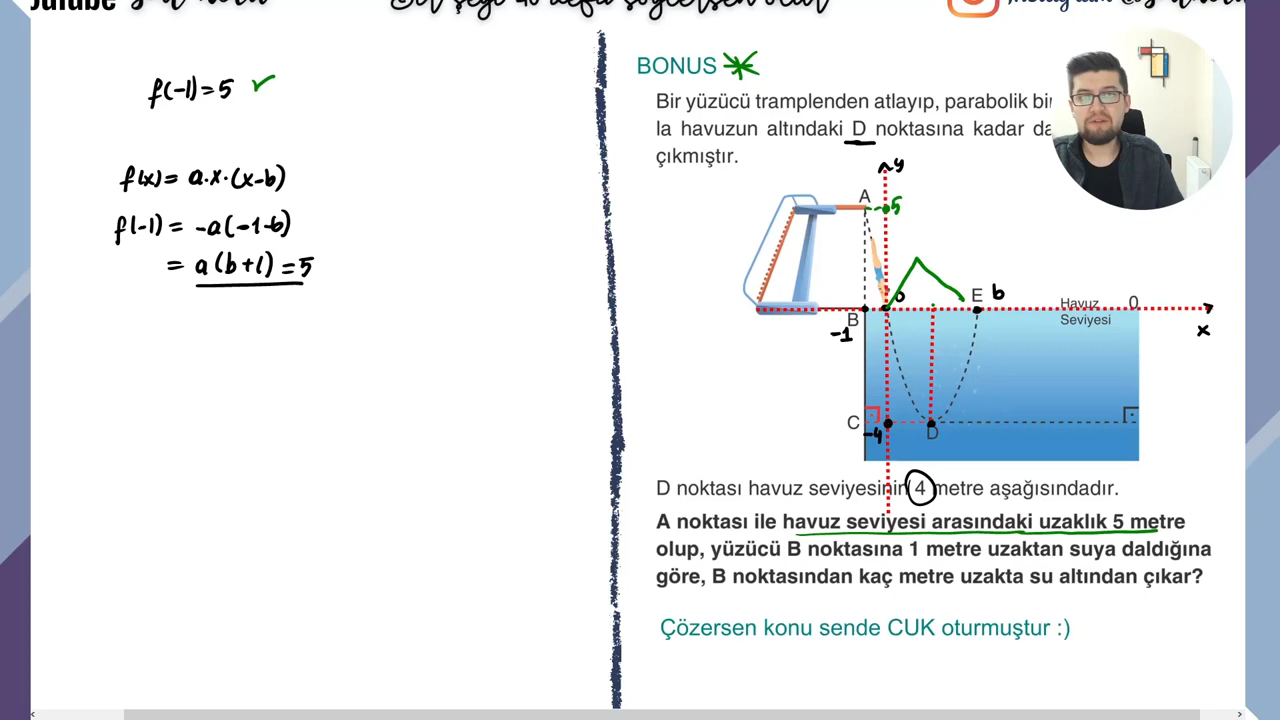 f(-1) = 5 ✓
f(x) = a.x.(x-b)
f(-1) = -a(-1-b)
= a(b+1) = 5
BONUS
Bir yüzücü tramplenden atlayıp, parabolik bir
la havuzun altındaki D noktasına kadar da
çıkmıştır.
y
A
5
0
E b
Havuz
Seviyesi
0
B
-1
x
C
-4
D
D noktası havuz seviyesinin 4 metre aşağısındadır.
A noktası ile havuz seviyesi arasındaki uzaklık 5 metre
olup, yüzücü B noktasına 1 metre uzaktan suya daldığına
göre, B noktasından kaç metre uzakta su altından çıkar?
Çözersen konu sende CUK oturmuştur :)